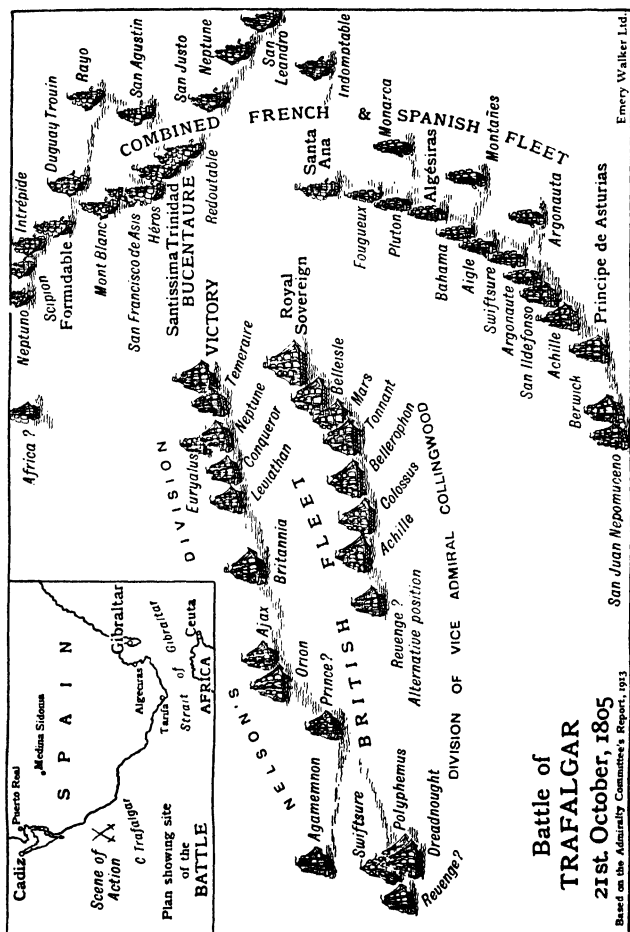 Battle of
TRAFALGAR
21st. October, 1805
Based on the Admiralty Committee's Report, 1913
Emery Walker Ltd.
Cadiz
Puerto Real
Medina Sidonia
SPAIN
Scene of
Action
C Trafalgar
Gibraltar
Algeciras
Tarifa
Strait of Gibraltar
Ceuta
AFRICA
Plan showing site
of the
BATTLE
Africa ?
Neptuno
Scipion
Intrépide
Formidable
Duguay Trouin
Rayo
Mont Blanc
San Francisco de Asis
San Agustin
Héros
Santissima Trinidad
BUCENTAURE
Redoutable
San Justo
Neptune
San
Leandro
Indomptable
COMBINED FRENCH & SPANISH FLEET
Santa
Ana
Monarca
Fougueux
Pluton
Algésiras
Montañes
Bahama
Aigle
Swiftsure
Argonaute
Argonauta
San Ildefonso
Achille
Principe de Asturias
Berwick
San Juan Nepomuceno
NELSON'S DIVISION
VICTORY
Temeraire
Neptune
Euryalus
Conqueror
Leviathan
Britannia
Ajax
Orion
Prince?
Agamemnon
BRITISH FLEET
Royal
Sovereign
Belleisle
Mars
Tonnant
Bellerophon
Colossus
Achille
Revenge ?
Alternative position
Swiftsure
Polyphemus
Dreadnought
Revenge ?
DIVISION OF VICE ADMIRAL COLLINGWOOD